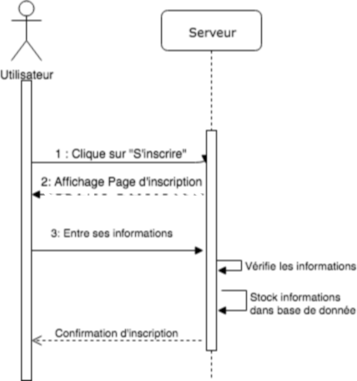 Serveur
Utilisateur
1 : Clique sur "S'inscrire"
2: Affichage Page d'inscription
3: Entre ses informations
Vérifie les informations
Stock informations
dans base de donnée
Confirmation d'inscription